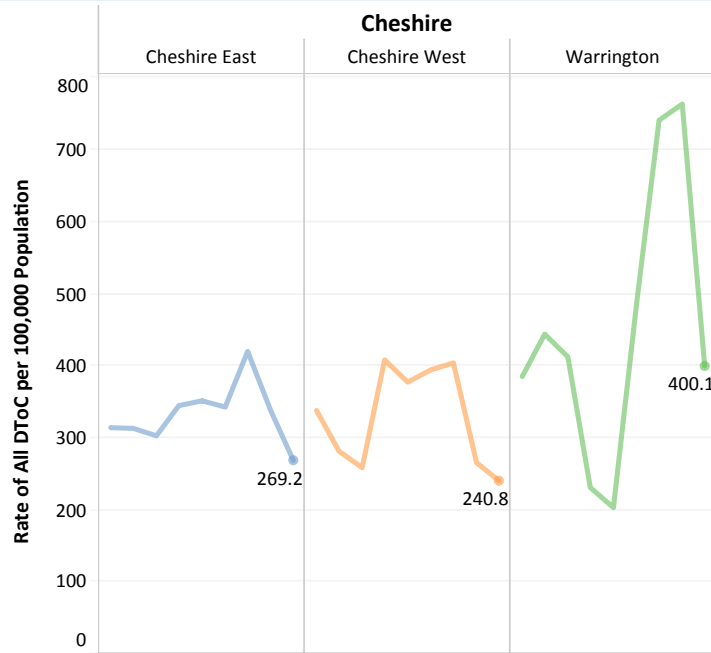 Cheshire
Cheshire East
Cheshire West
Warrington
Rate of All DToC per 100,000 Population
800
700
600
500
400
300
200
100
0
269.2
240.8
400.1